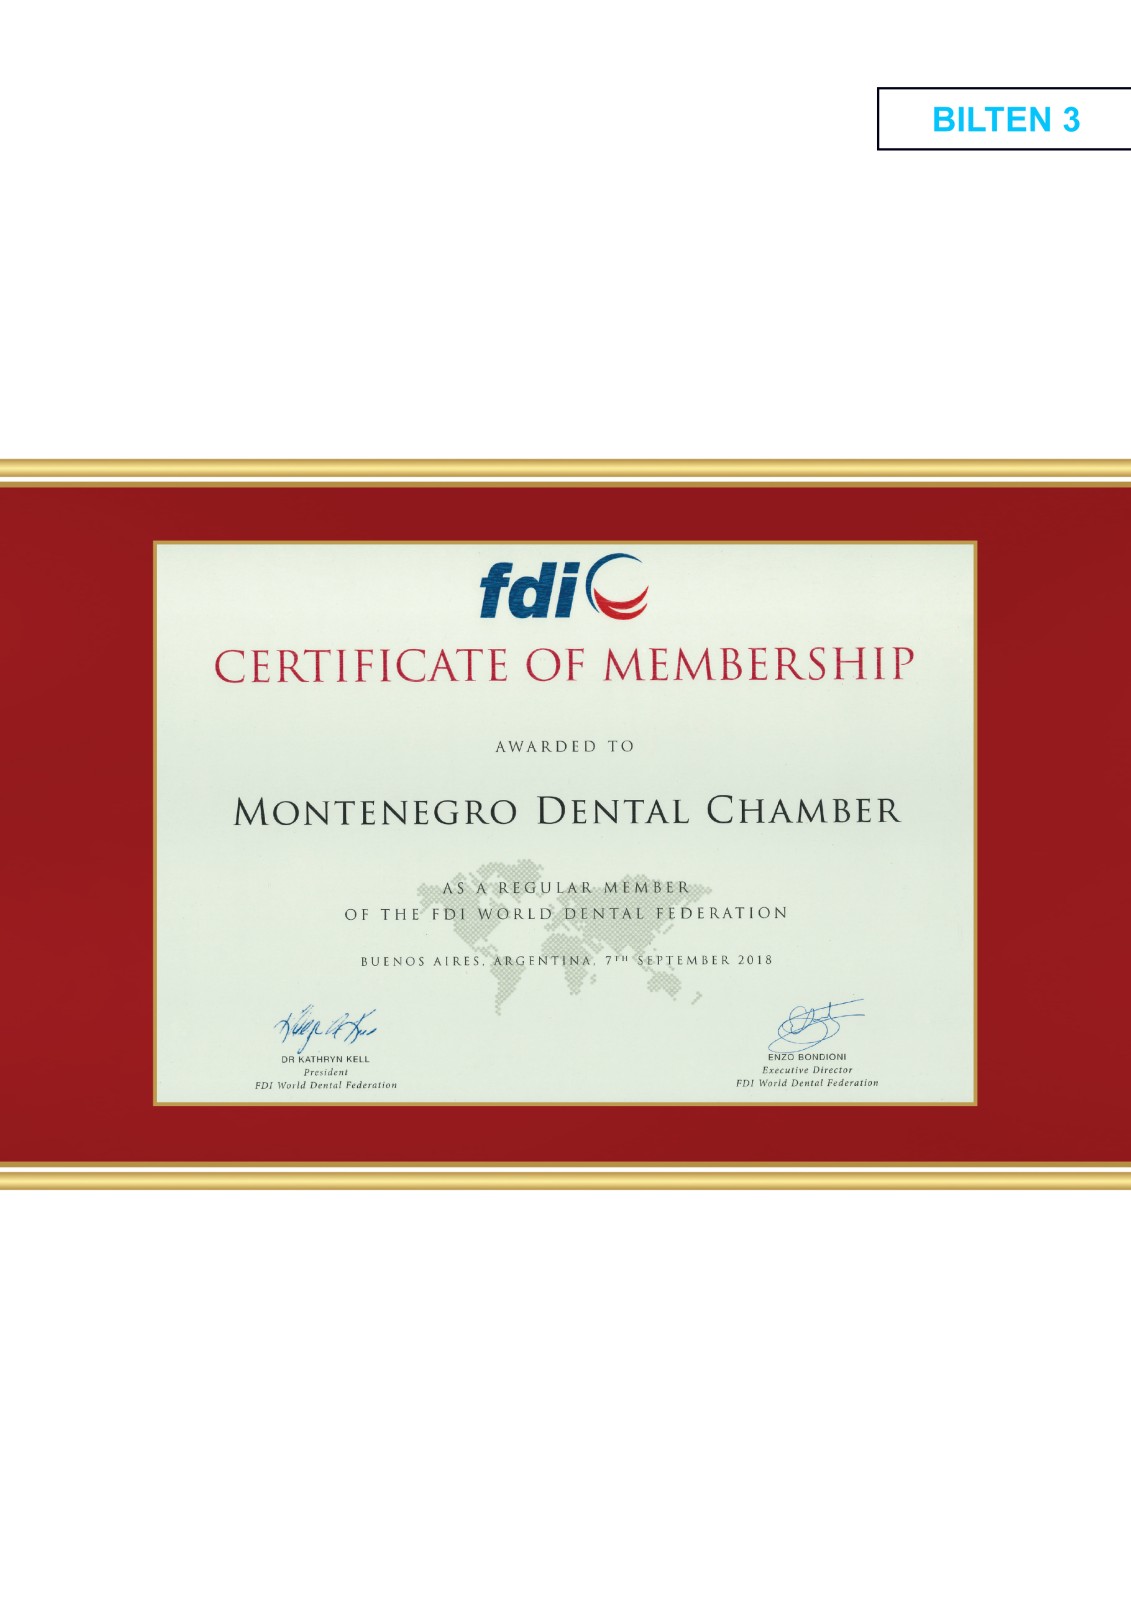 BILTEN 3
fdi
CERTIFICATE OF MEMBERSHIP
AWARDED TO
MONTENEGRO DENTAL CHAMBER
AS A REGULAR MEMBER
OF THE FDI WORLD DENTAL FEDERATION
BUENOS AIRES, ARGENTINA, 7TH SEPTEMBER 2018
DR KATHRYN KELL
President
FDI World Dental Federation
ENZO BONDIONI
Executive Director
FDI World Dental Federation